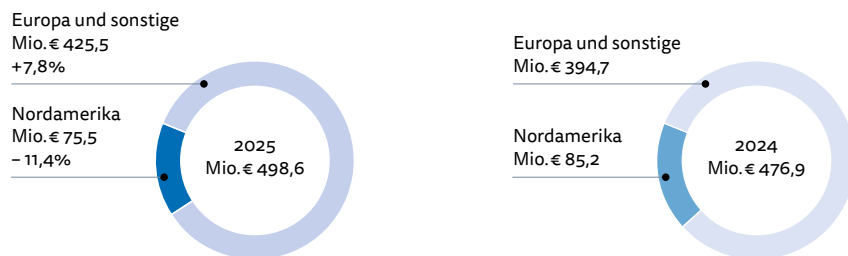 Europa und sonstige
Mio. € 425,5
+7,8%
Nordamerika
Mio. € 75,5
– 11,4%
2025
Mio. € 498,6
Europa und sonstige
Mio. € 394,7
Nordamerika
Mio. € 85,2
2024
Mio. € 476,9